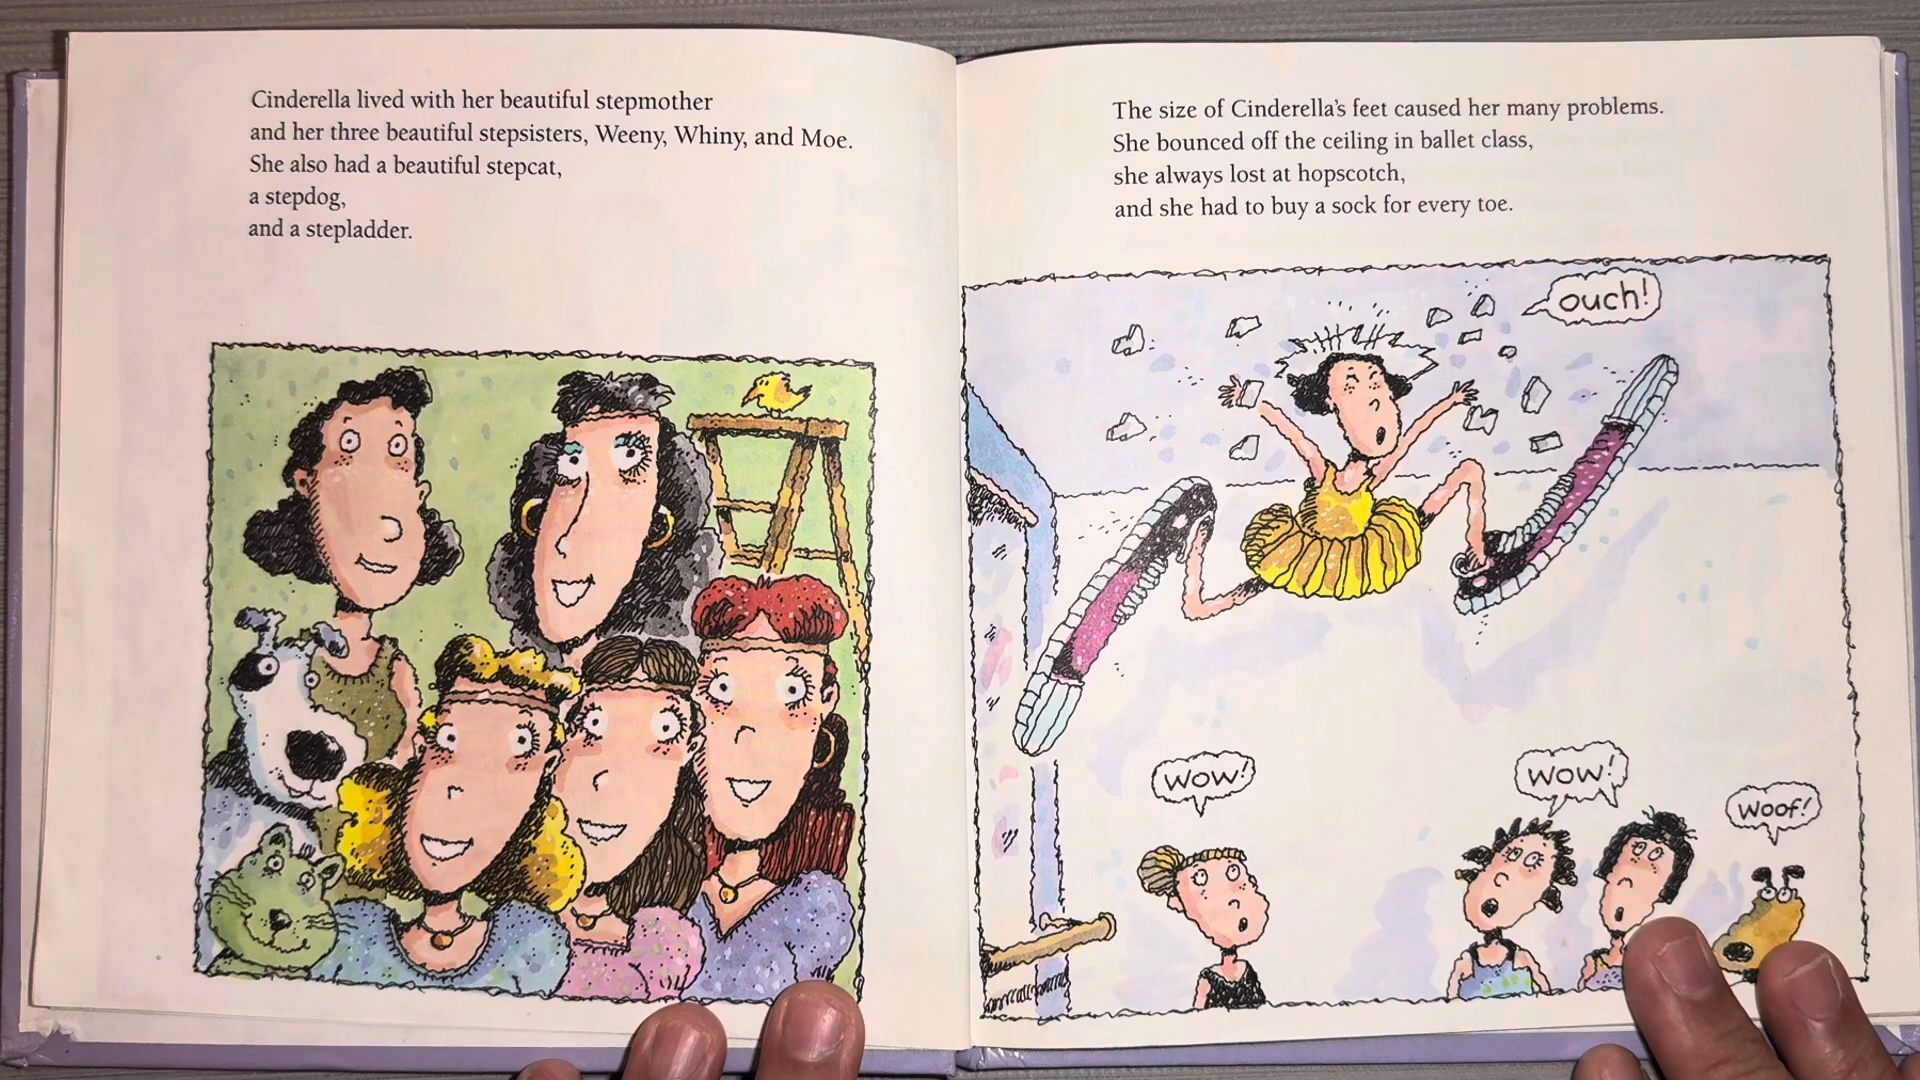 Cinderella lived with her beautiful stepmother
and her three beautiful stepsisters, Weeny, Whiny, and Moe.
She also had a beautiful stepcat,
a stepdog,
and a stepladder.
The size of Cinderella's feet caused her many problems.
She bounced off the ceiling in ballet class,
she always lost at hopscotch,
and she had to buy a sock for every toe.
ouch!
WOW!
WOW!
WOOF!